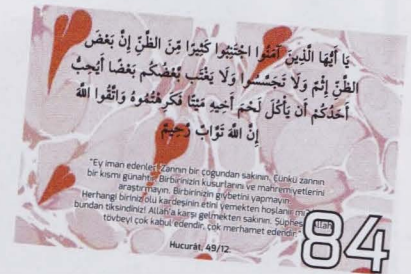 يَا أَيُّهَا الَّذِينَ آمَنُوا اجْتَنِبُوا كَثِيرًا مِّنَ الظَّنِّ إِنَّ بَعْضَ
الظَّنِّ إِثْمٌ وَلَا تَجَسَّسُوا وَلَا يَغْتَب بَّعْضُكُم بَعْضًا أَيُحِبُّ
أَحَدُكُمْ أَن يَأْكُلَ لَحْمَ أَخِيهِ مَيْتًا فَكَرِهْتُمُوهُ وَاتَّقُوا اللَّهَ
إِنَّ اللَّهَ تَوَّابٌ رَّحِيمٌ
"Ey iman edenler! Zannın bir çoğundan sakının. Çünkü zannın
bir kısmı günahtır. Birbirinizin kusurlarını ve mahremiyetlerini
araştırmayın. Birbirinizin gıybetini yapmayın.
Herhangi biriniz ölü kardeşinin etini yemekten hoşlanır mı
bundan tiksindiniz! Allah'a karşı gelmekten sakının. Şüphes Allah
tövbeyi çok kabul edendir, çok merhamet edendir."
Hucurât, 49/12
84